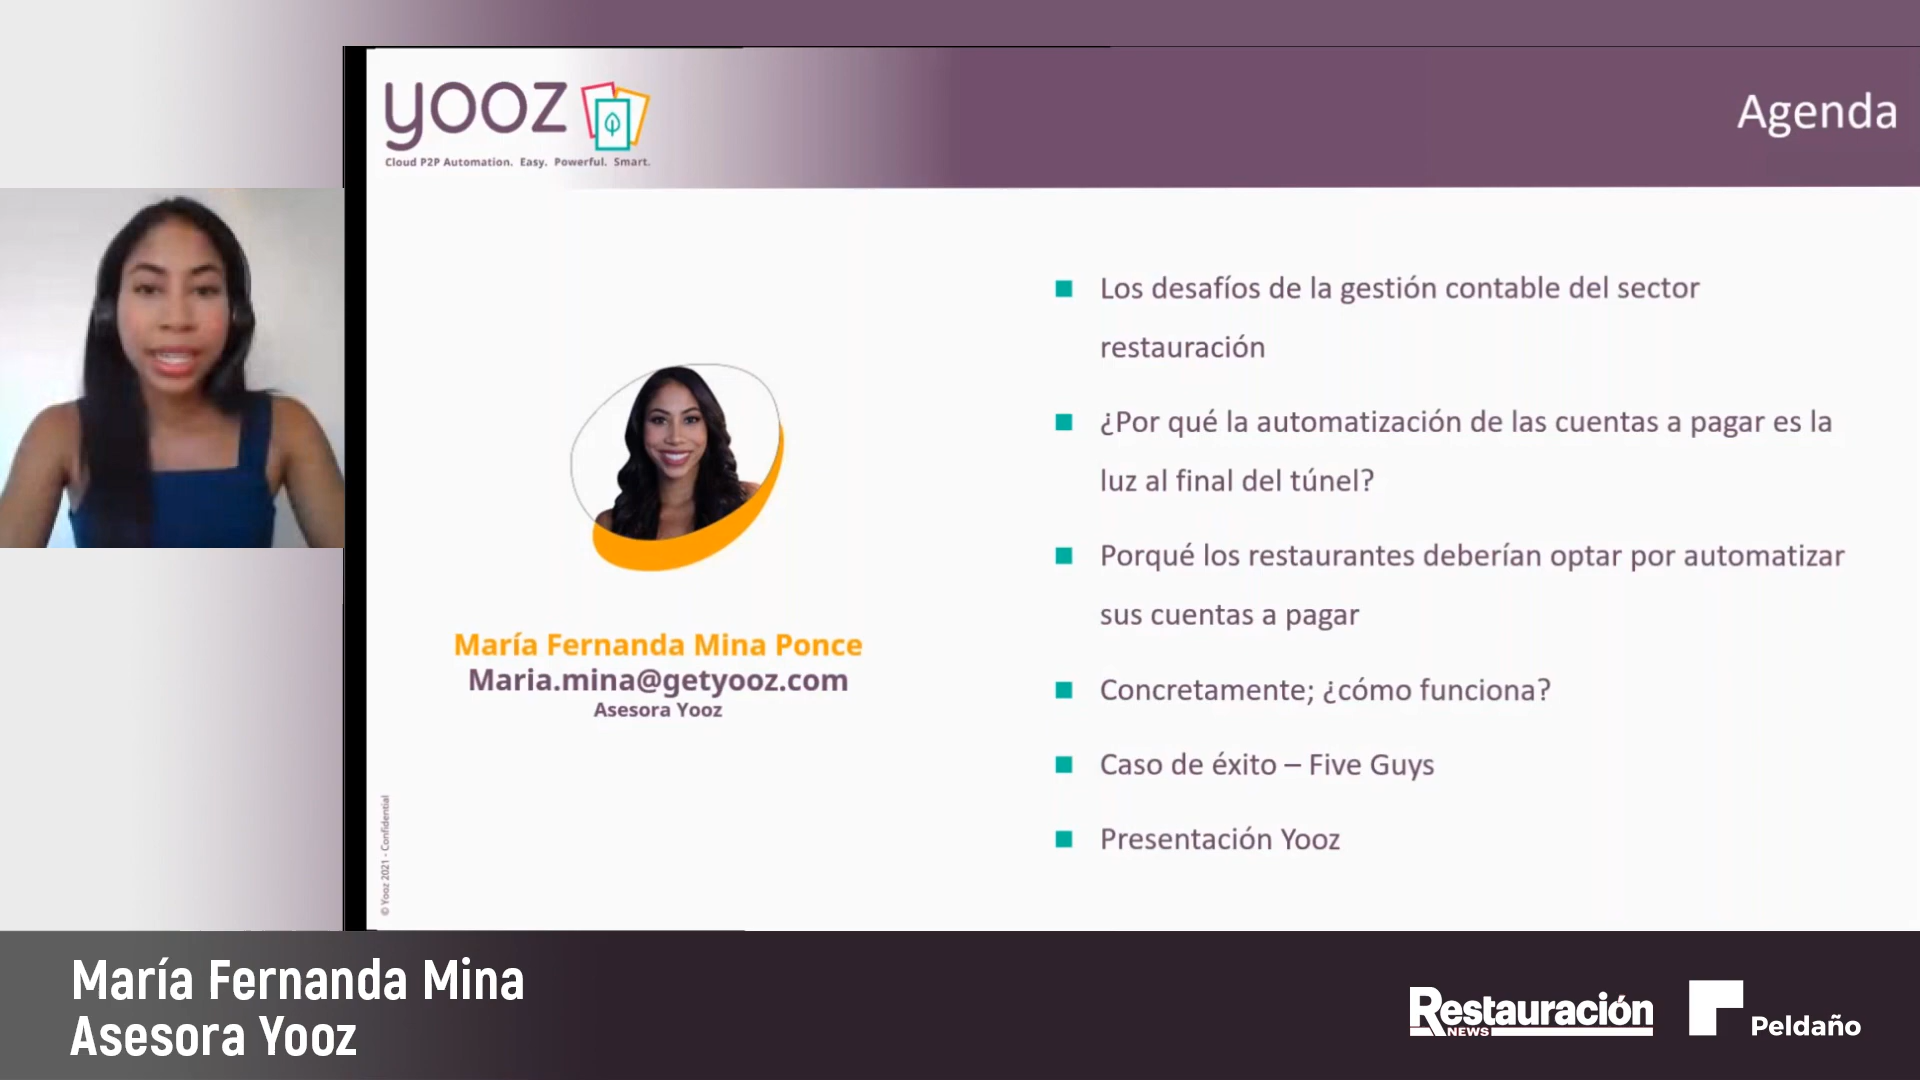 yooz
Cloud P2P Automation. Easy. Powerful. Smart.
Agenda
Los desafíos de la gestión contable del sector
restauración
¿Por qué la automatización de las cuentas a pagar es la
luz al final del túnel?
Porqué los restaurantes deberían optar por automatizar
sus cuentas a pagar
Concretamente; ¿cómo funciona?
Caso de éxito – Five Guys
Presentación Yooz
María Fernanda Mina Ponce
Maria.mina@getyooz.com
Asesora Yooz
© Yooz 2021 - Confidential
María Fernanda Mina
Asesora Yooz
Restauración
NEWS
Peldaño